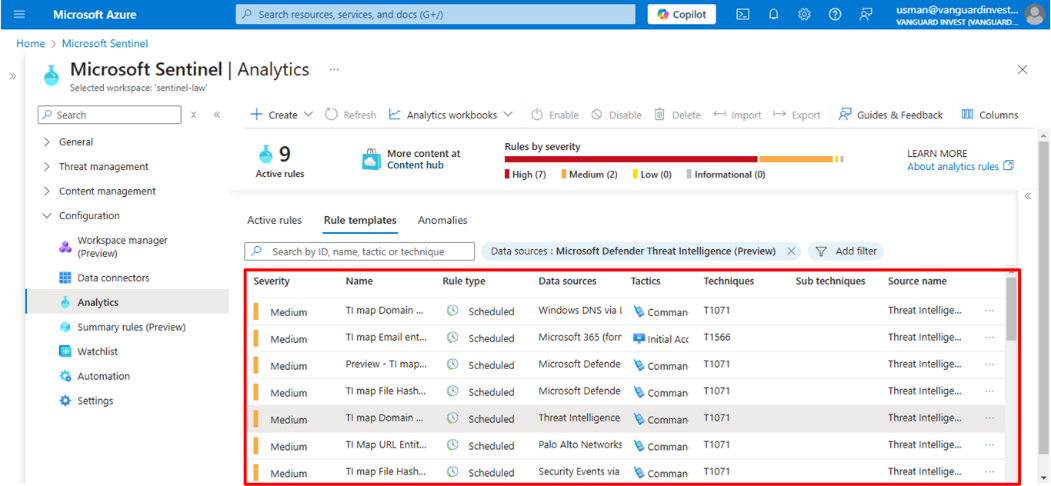 Microsoft Azure
Search resources, services, and docs (G+/)
Copilot
usman@vanguardinvest...
VANGUARD INVEST (VANGUARD...
Home > Microsoft Sentinel
Microsoft Sentinel | Analytics ...
Selected workspace: 'sentinel-law'
Search
General
Threat management
Content management
Configuration
Workspace manager
(Preview)
Data connectors
Analytics
Summary rules (Preview)
Watchlist
Automation
Settings
Create Refresh Analytics workbooks Enable Disable Delete Import Export Guides & Feedback Columns
9
Active rules
More content at
Content hub
Rules by severity
High (7) Medium (2) Low (0) Informational (0)
LEARN MORE
About analytics rules
Active rules Rule templates Anomalies
Search by ID, name, tactic or technique
Data sources : Microsoft Defender Threat Intelligence (Preview)
Add filter
Severity Name Rule type Data sources Tactics Techniques Sub techniques Source name
Medium TI map Domain ... Scheduled Windows DNS via I Comman T1071 Threat Intellige... ...
Medium TI map Email ent... Scheduled Microsoft 365 (forn Initial Acc T1566 Threat Intellige... ...
Medium Preview - TI map... Scheduled Microsoft Defende Comman T1071 Threat Intellige... ...
Medium TI map File Hash... Scheduled Microsoft Defende Comman T1071 Threat Intellige... ...
Medium TI map Domain ... Scheduled Threat Intelligence Comman T1071 Threat Intellige... ...
Medium TI Map URL Entit... Scheduled Palo Alto Networks Comman T1071 Threat Intellige... ...
Medium TI map File Hash... Scheduled Security Events via Comman T1071 Threat Intellige... ...